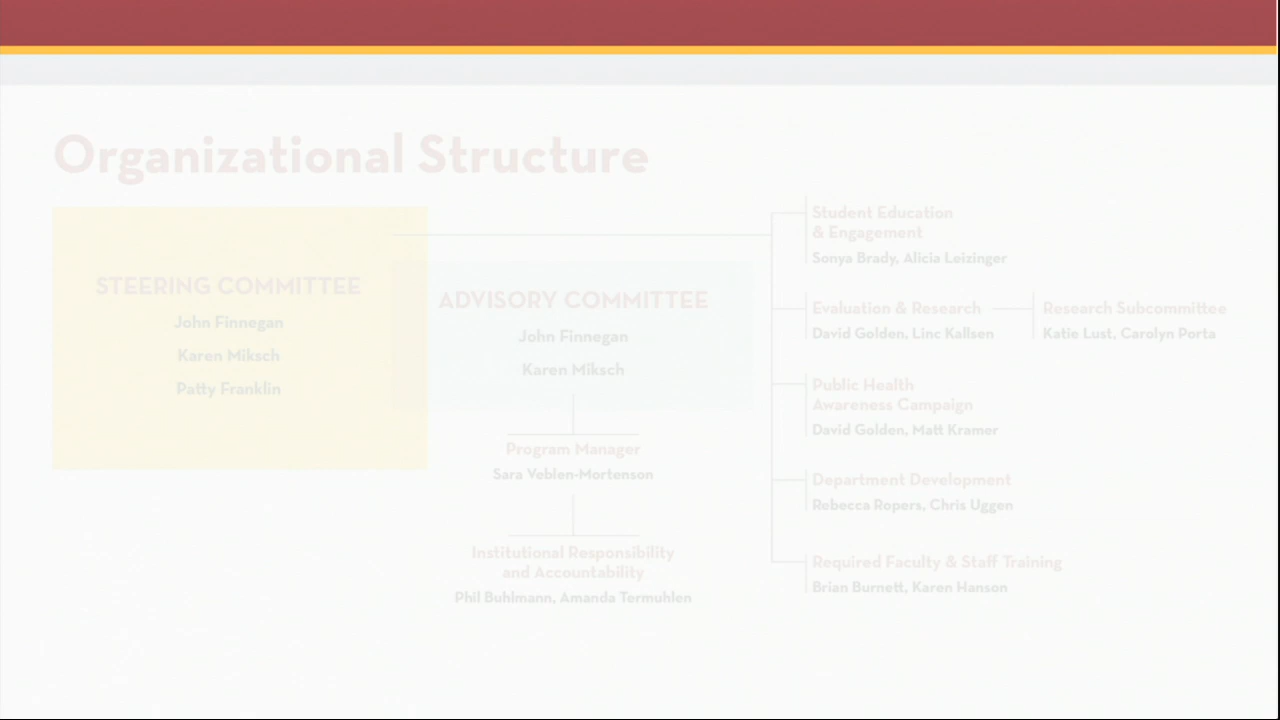 Organizational Structure
STEERING COMMITTEE
John Finnegan
Karen Miksch
Patty Franklin
ADVISORY COMMITTEE
John Finnegan
Karen Miksch
Program Manager
Sara Veblen-Mortenson
Institutional Responsibility
and Accountability
Phil Buhlmann, Amanda Termuhlen
Student Education
& Engagement
Sonya Brady, Alicia Leizinger
Evaluation & Research
David Golden, Linc Kallsen
Research Subcommittee
Katie Lust, Carolyn Porta
Public Health
Awareness Campaign
David Golden, Matt Kramer
Department Development
Rebecca Ropers, Chris Uggen
Required Faculty & Staff Training
Brian Burnett, Karen Hanson